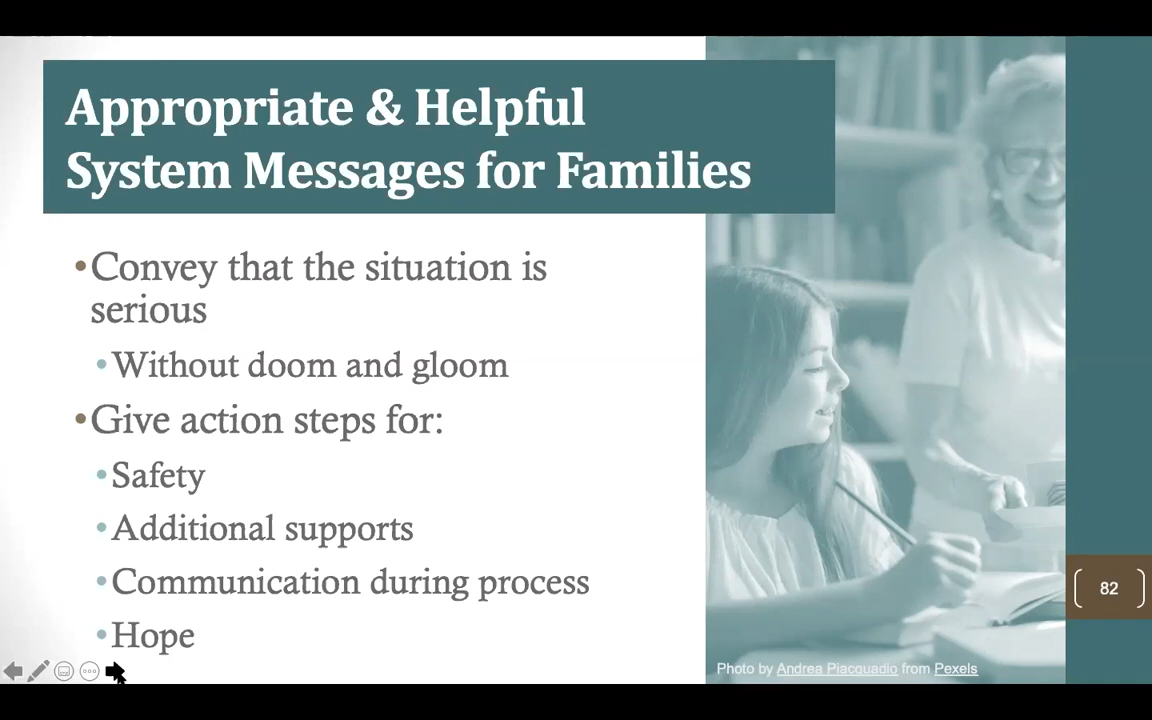 Appropriate & Helpful
System Messages for Families
•Convey that the situation is
serious
•Without doom and gloom
•Give action steps for:
•Safety
•Additional supports
•Communication during process
•Hope
82
Photo by Andrea Piacquadio from Pexels